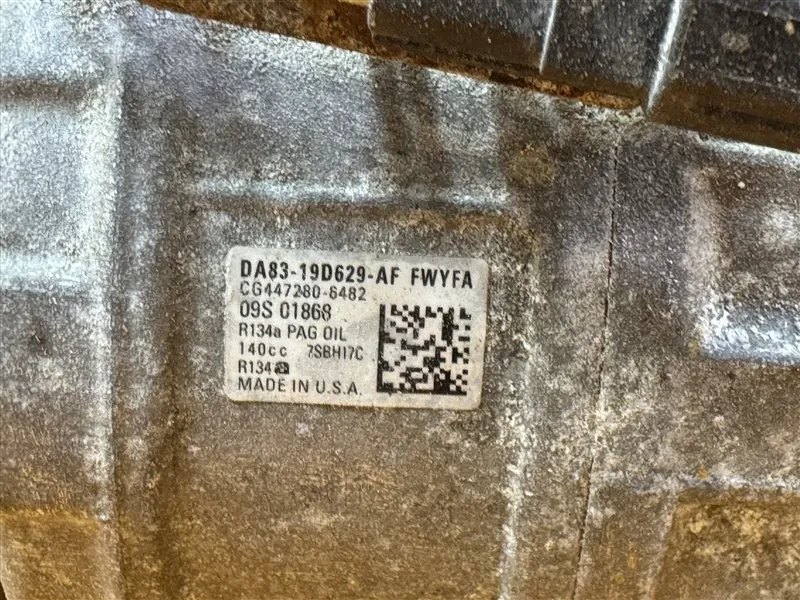 DA83-19D629-AF FWYFA
CG447280-6482
09S 01868
R134a PAG OIL
140cc 7SBH17C
R134a
MADE IN U.S.A.